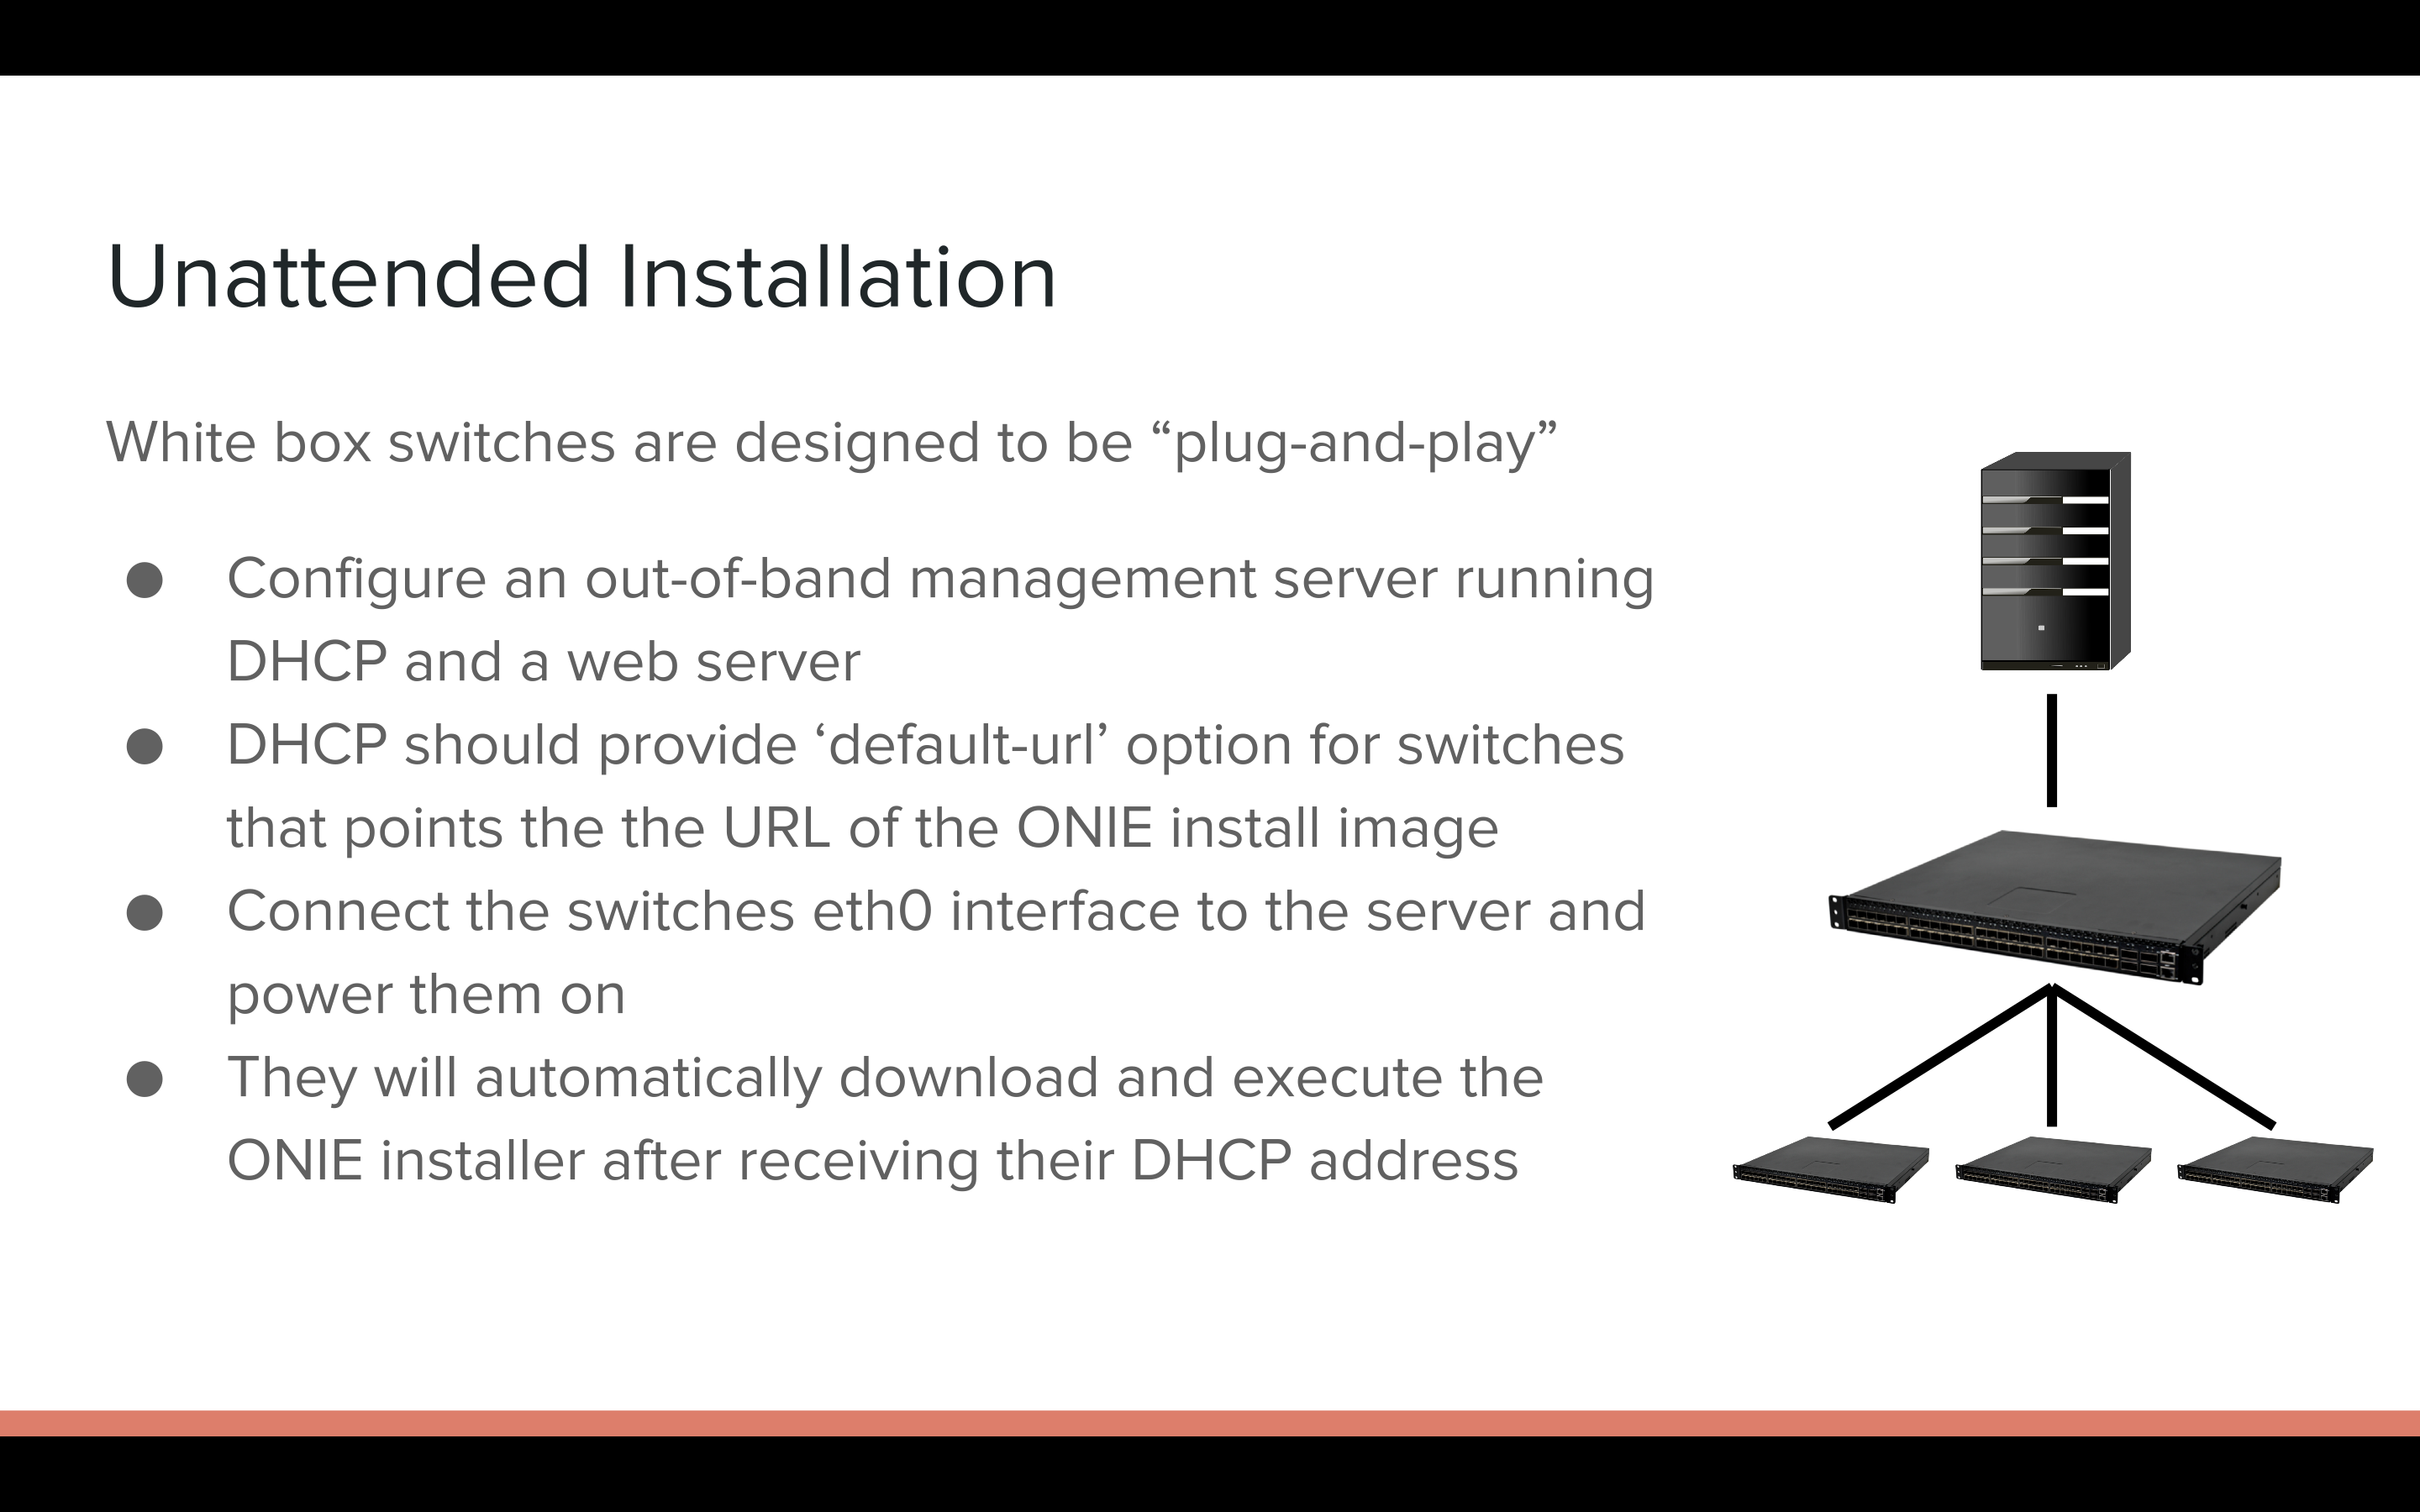 Unattended Installation
White box switches are designed to be “plug-and-play”
● Configure an out-of-band management server running
DHCP and a web server
● DHCP should provide ‘default-url’ option for switches
that points the the URL of the ONIE install image
● Connect the switches eth0 interface to the server and
power them on
● They will automatically download and execute the
ONIE installer after receiving their DHCP address